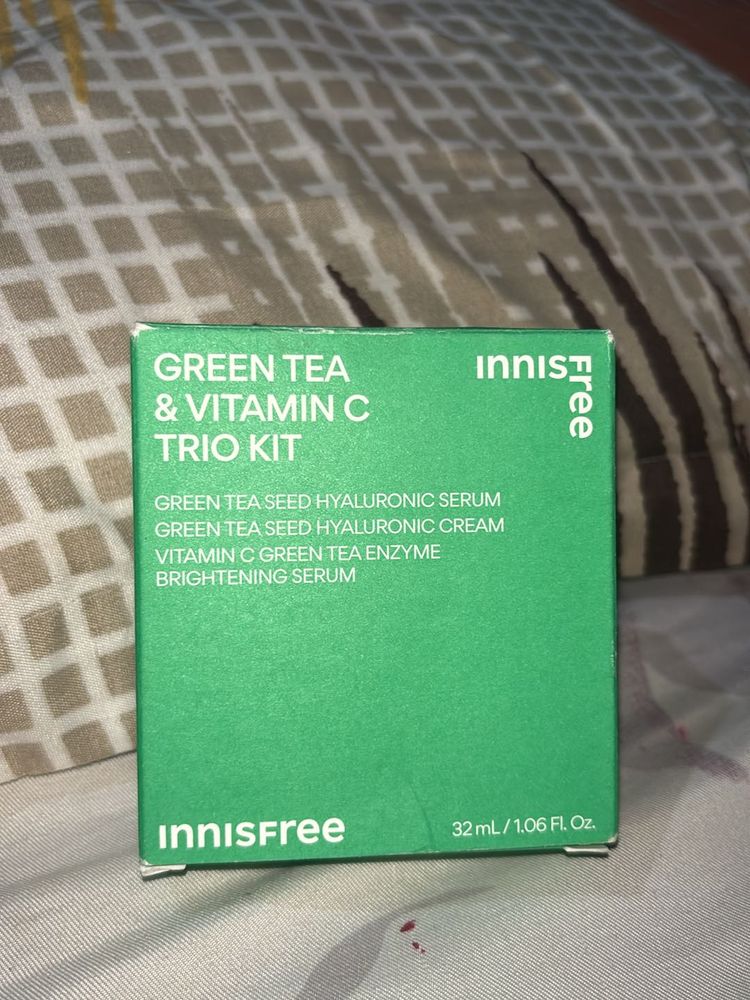 GREEN TEA
& VITAMIN C
TRIO KIT
innisfree
GREEN TEA SEED HYALURONIC SERUM
GREEN TEA SEED HYALURONIC CREAM
VITAMIN C GREEN TEA ENZYME
BRIGHTENING SERUM
innisfree
32 mL / 1.06 Fl. Oz.